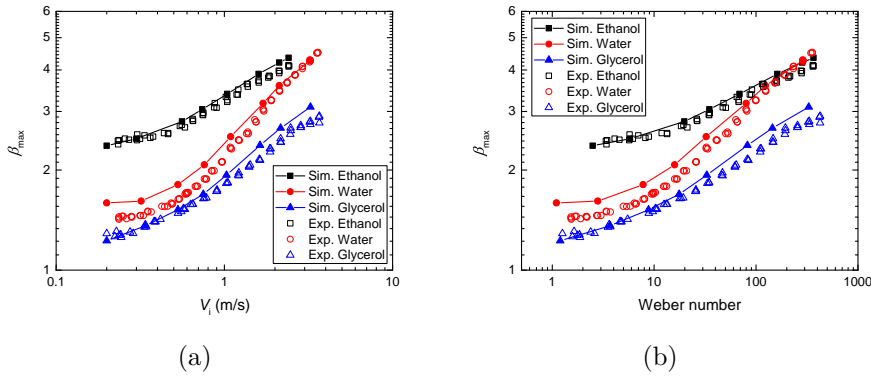 6
5
4
3
2
1
β_max
0.1
1
10
V_i (m/s)
Sim. Ethanol
Sim. Water
Sim. Glycerol
Exp. Ethanol
Exp. Water
Exp. Glycerol
(a)
6
5
4
3
2
1
β_max
1
10
100
1000
Weber number
Sim. Ethanol
Sim. Water
Sim. Glycerol
Exp. Ethanol
Exp. Water
Exp. Glycerol
(b)